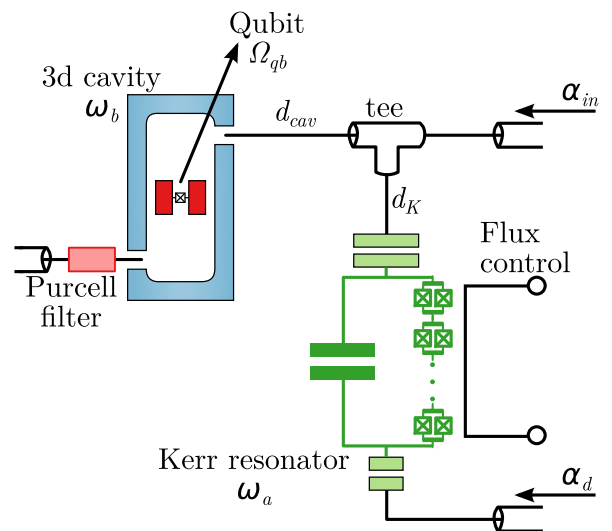 Qubit
Ω_qb
3d cavity
ω_b
d_cav
tee
α_in
d_K
Flux
control
Purcell
filter
Kerr resonator
ω_a
α_d